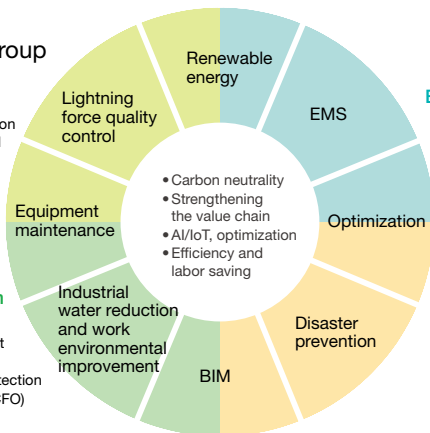 roup
on
Renewable
energy
Lightning
force quality
control
EMS
E
• Carbon neutrality
• Strengthening
the value chain
• AI/IoT, optimization
• Efficiency and
labor saving
Equipment
maintenance
Optimization
n
Industrial
water reduction
and work
environmental
improvement
t
tection
FO)
BIM
Disaster
prevention